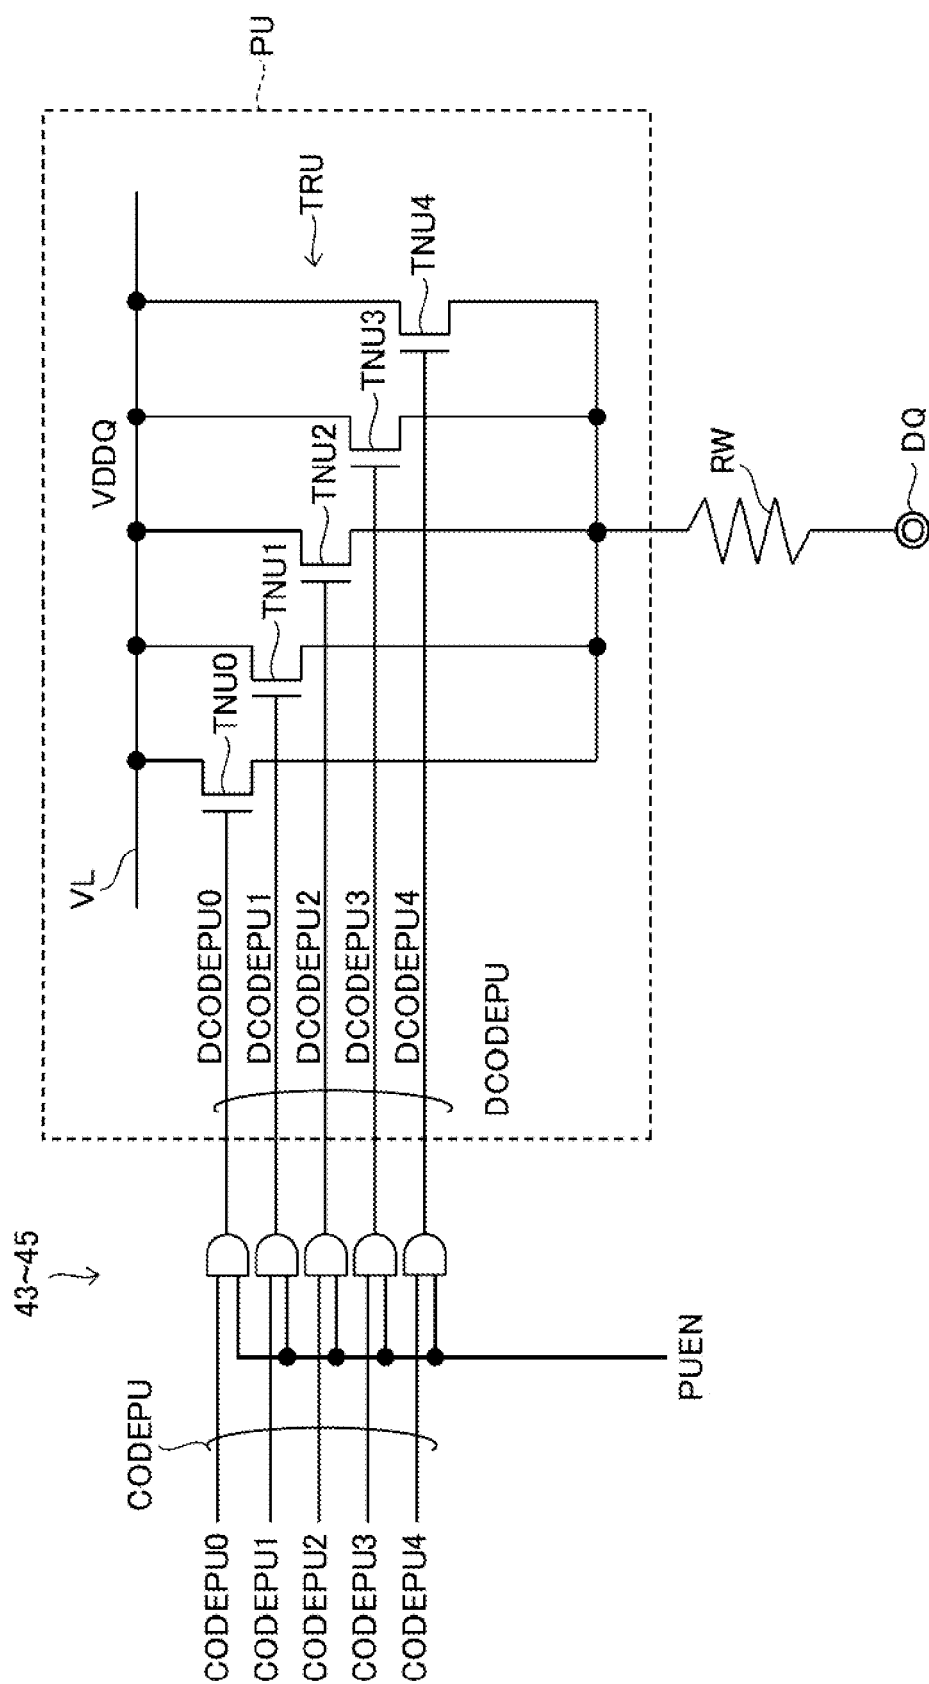 43~45
PU
CODEPU
CODEPU0
CODEPU1
CODEPU2
CODEPU3
CODEPU4
PUEN
DCODEPU0
DCODEPU1
DCODEPU2
DCODEPU3
DCODEPU4
DCODEPU
VL
VDDQ
TRU
TNU0
TNU1
TNU2
TNU3
TNU4
RW
DQ